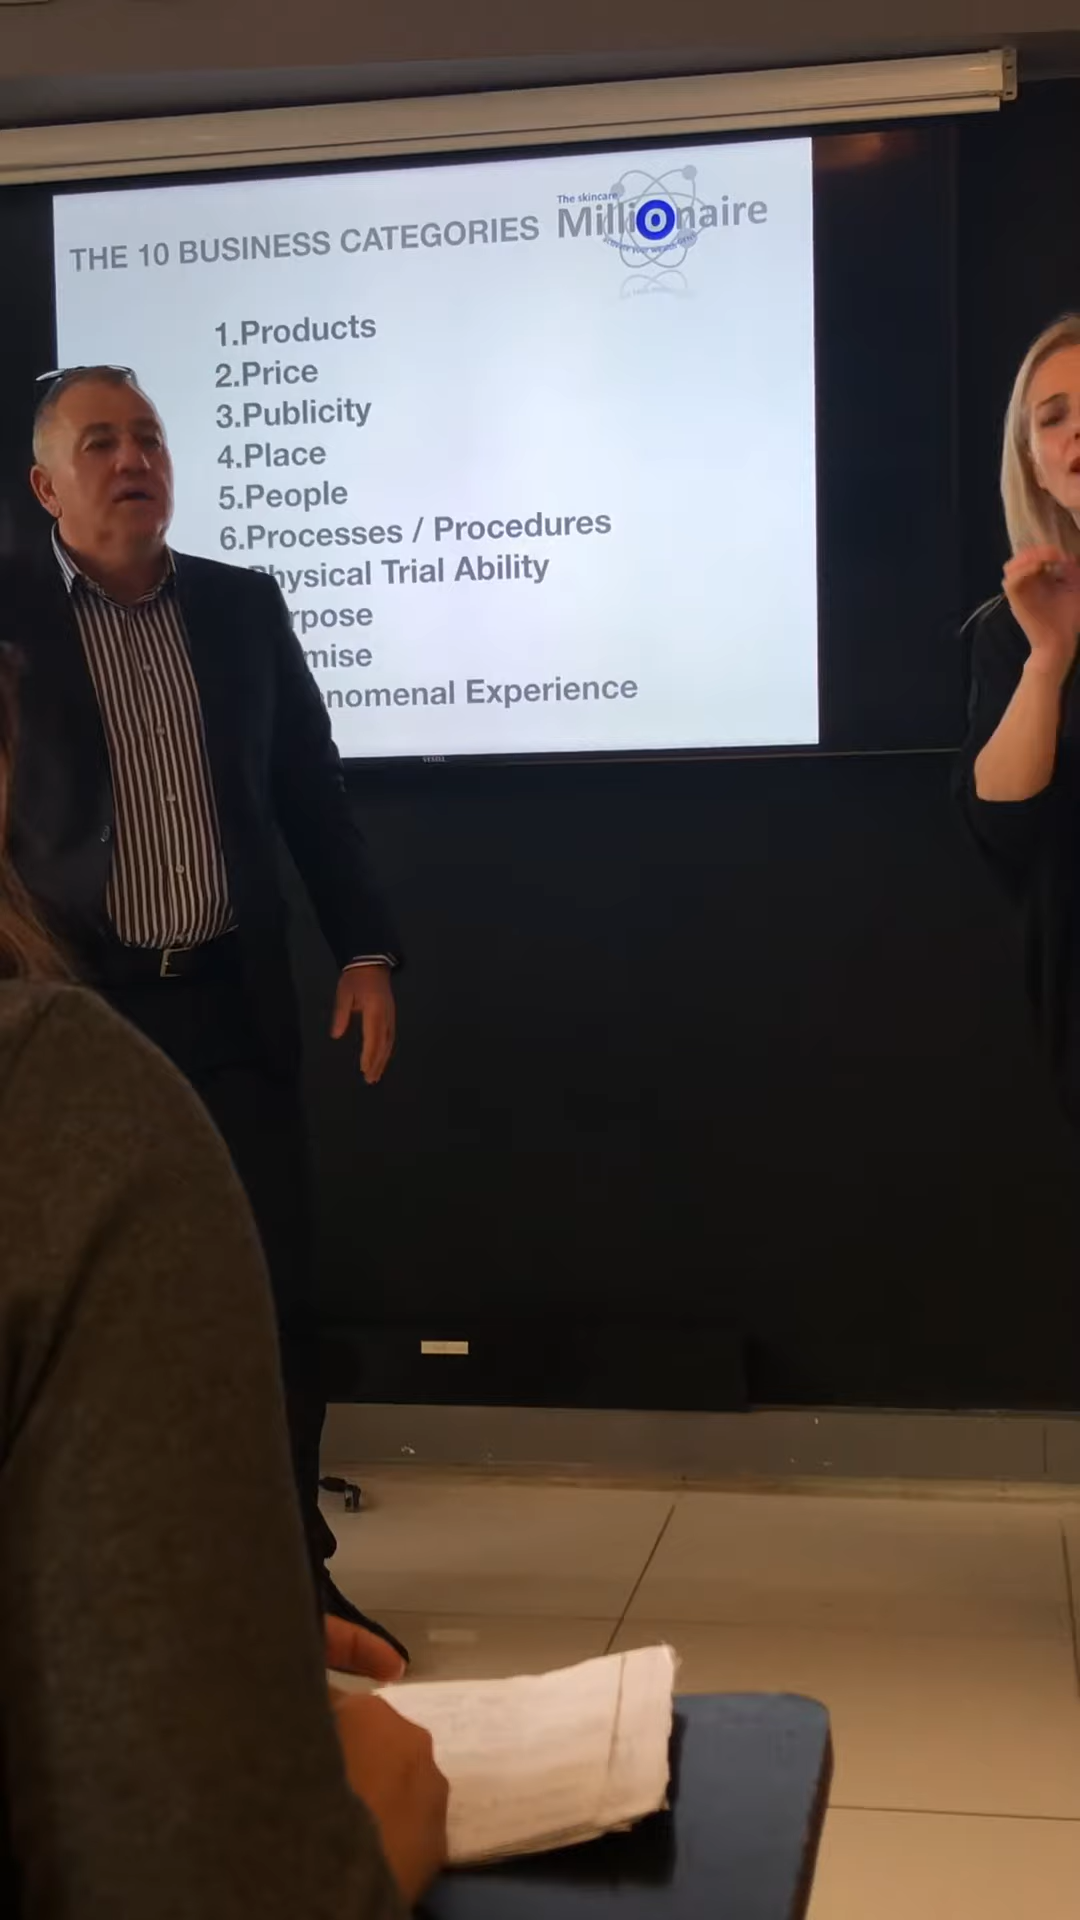 The skincare
THE 10 BUSINESS CATEGORIES Millionaire
1.Products
2.Price
3.Publicity
4.Place
5.People
6.Processes / Procedures
Physical Trial Ability
rpose
mise
nomenal Experience